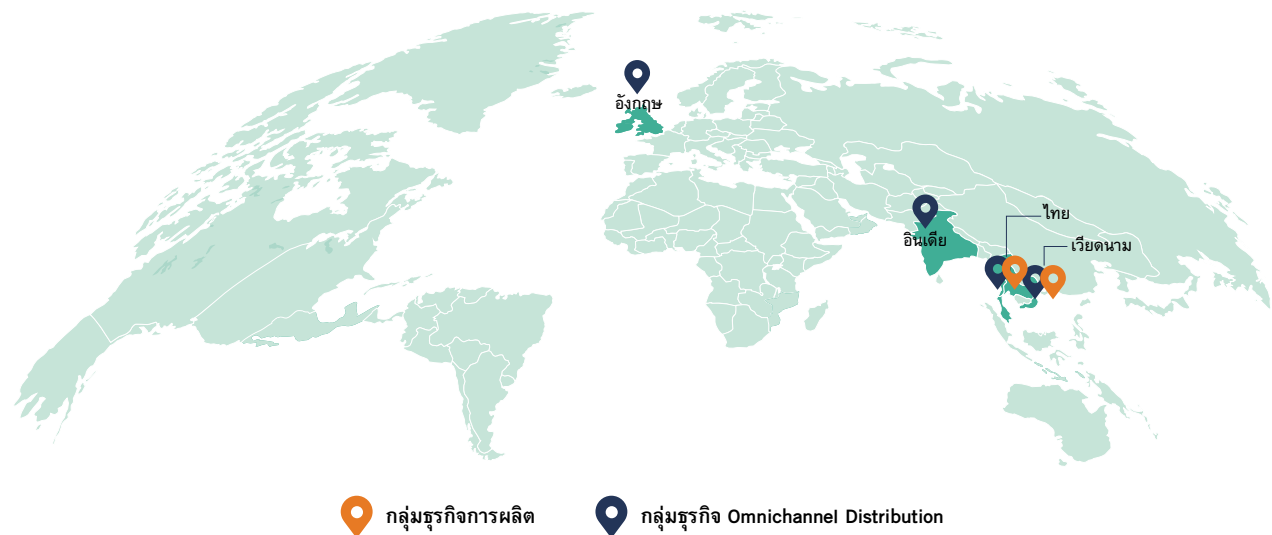 อังกฤษ
ไทย
อินเดีย
เวียดนาม
กลุ่มธุรกิจการผลิต
กลุ่มธุรกิจ Omnichannel Distribution